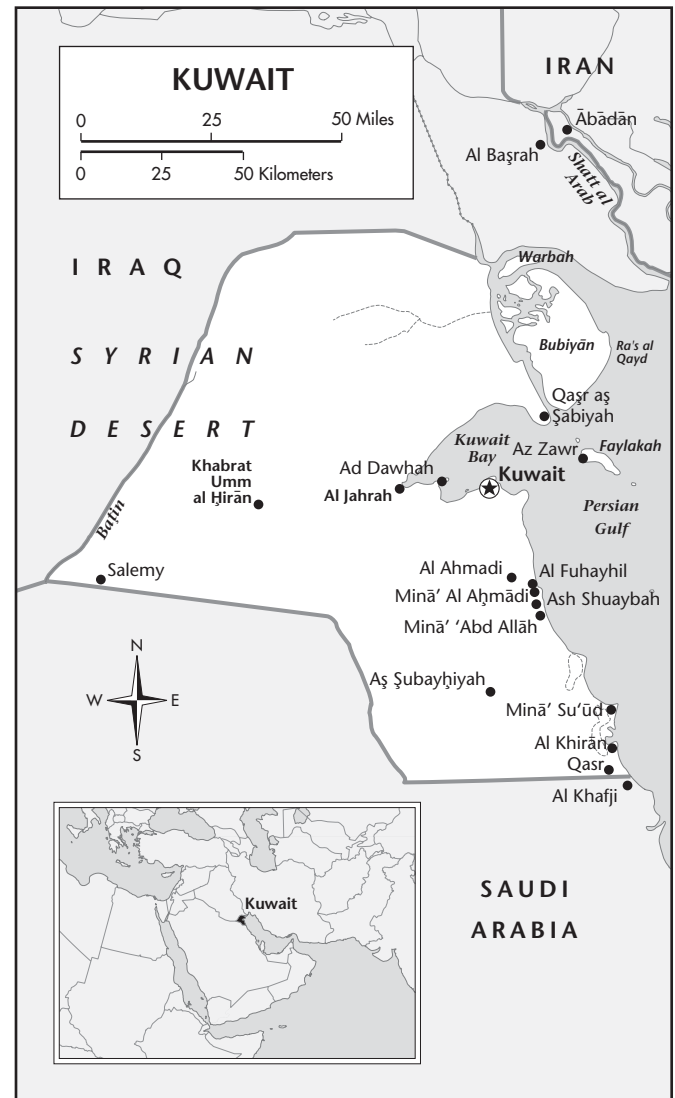 KUWAIT
0 25 50 Miles
0 25 50 Kilometers
IRAN
Ābādān
Al Başrah
Shatt al
Arab
IRAQ
SYRIAN
DESERT
Warbah
Bubiyān
Ra's al
Qayd
Qaşr aş
Şabiyah
Kuwait
Bay
Az Zawr
Faylakah
Ad Dawhah
Kuwait
Al Jahrah
Khabrat
Umm
al Ḩirān
Persian
Gulf
Baţin
Salemy
Al Ahmadi
Al Fuhayhil
Minā’ Al Aḩmādi
Ash Shuaybah
Minā’ ‘Abd Allāh
Aş Şubayḩiyah
Minā’ Su‘ūd
Al Khirān
Qasr
Al Khafji
N
W E
S
Kuwait
SAUDI
ARABIA